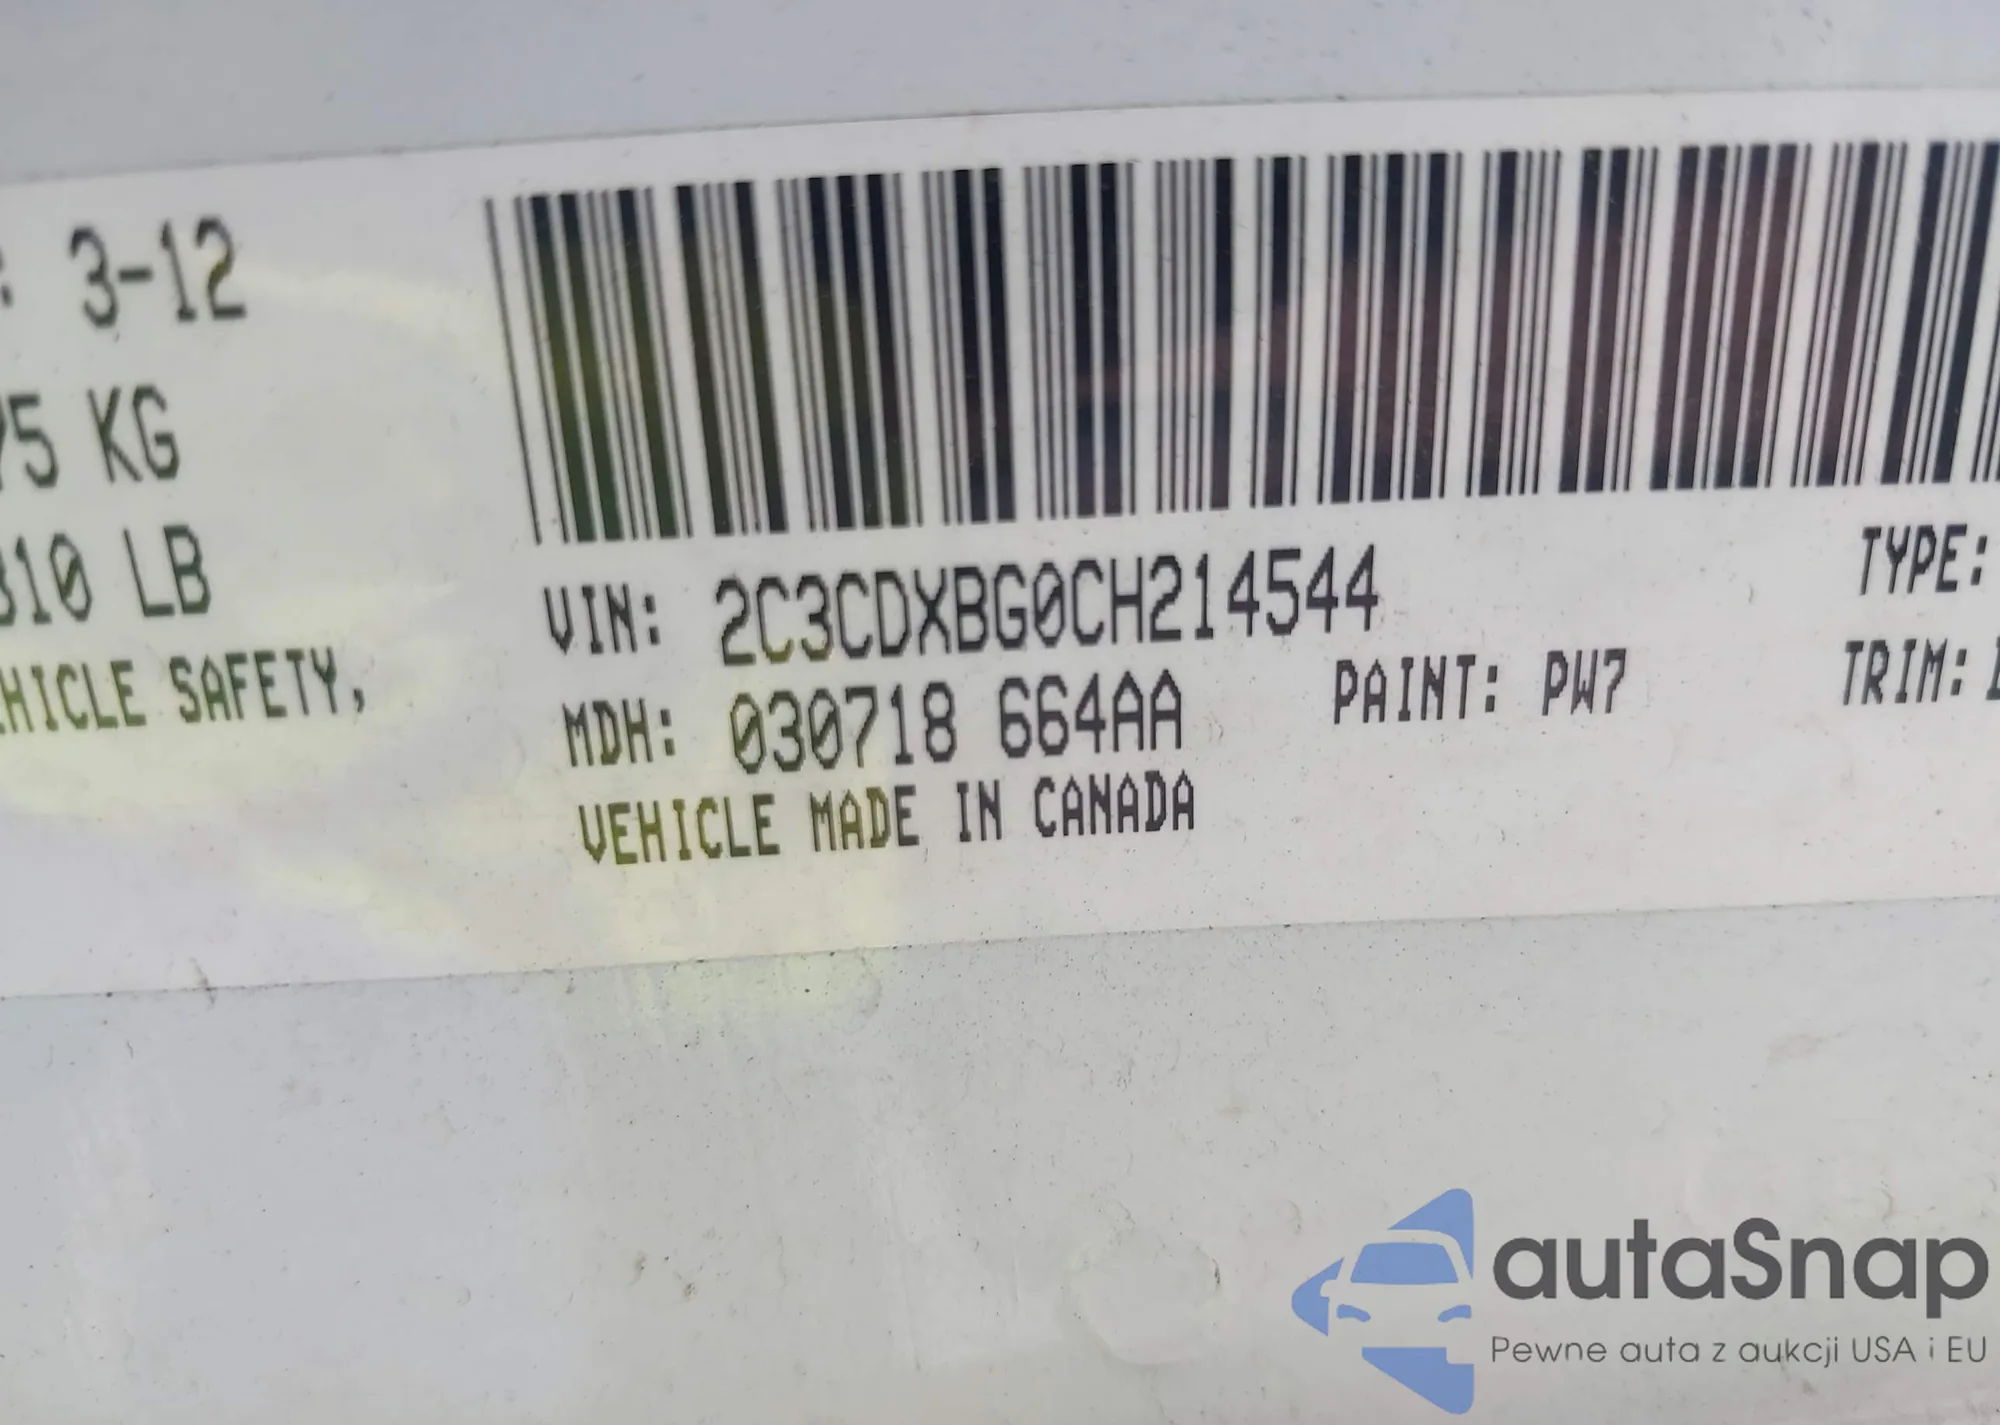 : 3-12
95 KG
310 LB
EHICLE SAFETY,
VIN: 2C3CDXBG0CH214544
TYPE:
MDH: 030718 664AA
PAINT: PW7
TRIM:
VEHICLE MADE IN CANADA
autaSnap
Pewne auta z aukcji USA i EU